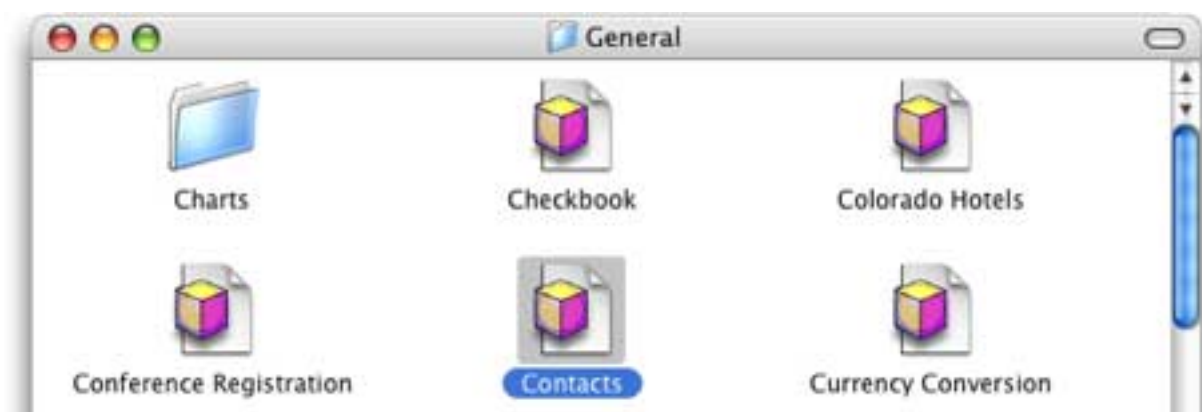 General
Charts
Checkbook
Colorado Hotels
Conference Registration
Contacts
Currency Conversion